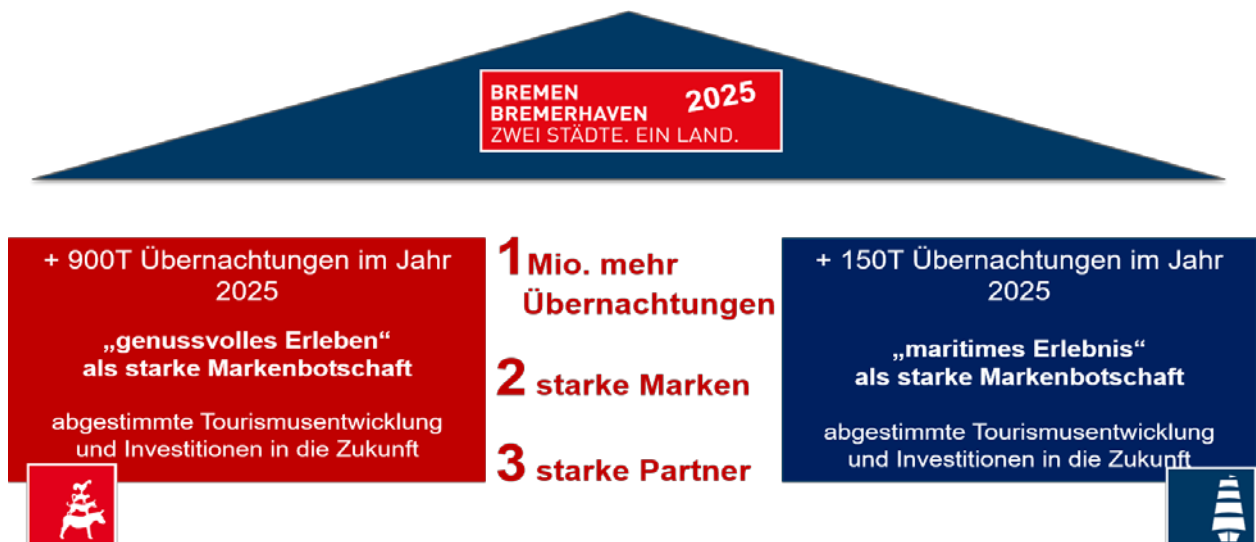 BREMEN
BREMERHAVEN
2025
ZWEI STÄDTE. EIN LAND.
+ 900T Übernachtungen im Jahr
2025
„genussvolles Erleben“
als starke Markenbotschaft
abgestimmte Tourismusentwicklung
und Investitionen in die Zukunft
1 Mio. mehr
Übernachtungen
2 starke Marken
3 starke Partner
+ 150T Übernachtungen im Jahr
2025
„maritimes Erlebnis“
als starke Markenbotschaft
abgestimmte Tourismusentwicklung
und Investitionen in die Zukunft